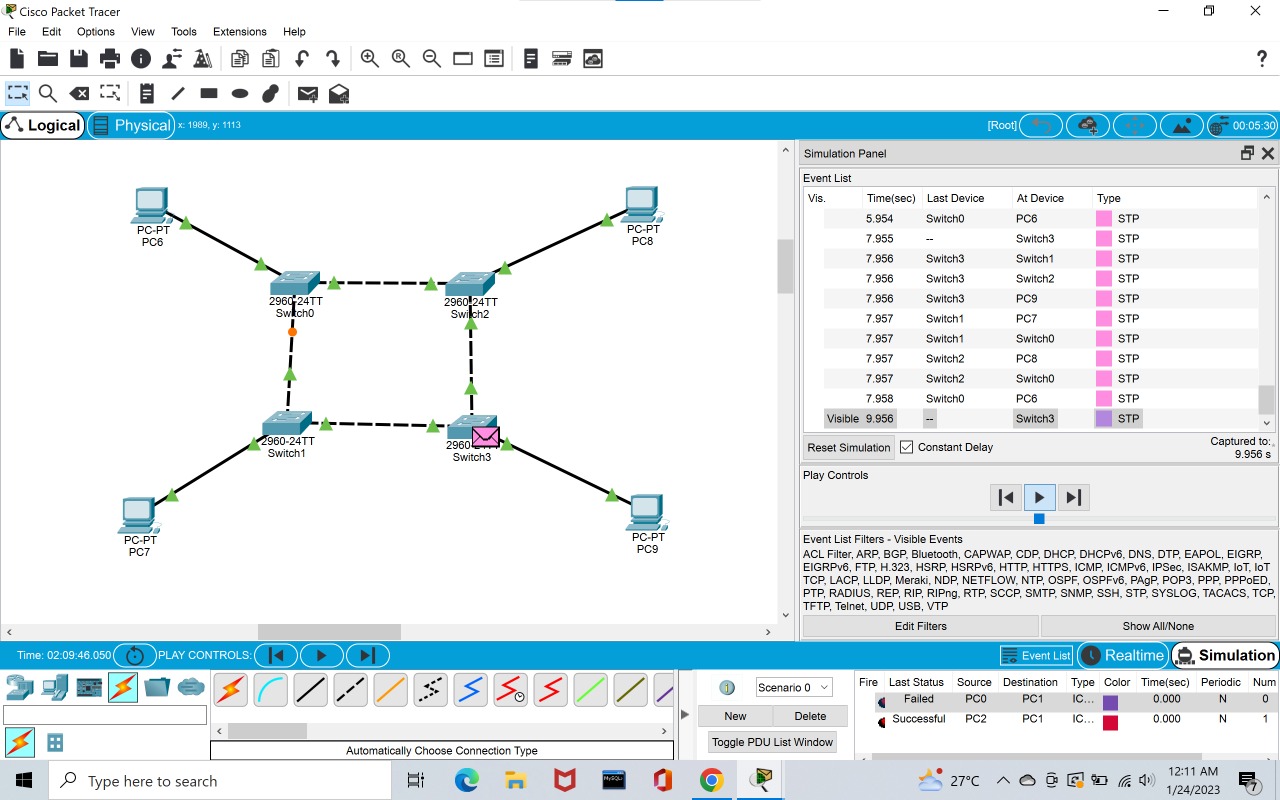 Cisco Packet Tracer
File Edit Options View Tools Extensions Help
?
Logical Physical x: 1989, y: 1113 [Root] 00:05:30
PC-PT
PC6
PC-PT
PC8
2960-24TT
Switch0
2960-24TT
Switch2
2960-24TT
Switch1
2960
Switch3
PC-PT
PC7
PC-PT
PC9
Simulation Panel
Event List
Vis. Time(sec) Last Device At Device Type
5.954 Switch0 PC6 STP
7.955 -- Switch3 STP
7.956 Switch3 Switch1 STP
7.956 Switch3 Switch2 STP
7.956 Switch3 PC9 STP
7.957 Switch1 PC7 STP
7.957 Switch1 Switch0 STP
7.957 Switch2 PC8 STP
7.957 Switch2 Switch0 STP
7.958 Switch0 PC6 STP
Visible 9.956 -- Switch3 STP
Reset Simulation Constant Delay Captured to:
9.956 s
Play Controls
Event List Filters - Visible Events
ACL Filter, ARP, BGP, Bluetooth, CAPWAP, CDP, DHCP, DHCPv6, DNS, DTP, EAPOL, EIGRP,
EIGRPv6, FTP, H.323, HSRP, HSRPv6, HTTP, HTTPS, ICMP, ICMPv6, IPSec, ISAKMP, IoT, IoT
TCP, LACP, LLDP, Meraki, NDP, NETFLOW, NTP, OSPF, OSPFv6, PAgP, POP3, PPP, PPPoED,
PTP, RADIUS, REP, RIP, RIPng, RTP, SCCP, SMTP, SNMP, SSH, STP, SYSLOG, TACACS, TCP,
TFTP, Telnet, UDP, USB, VTP
Edit Filters Show All/None
Time: 02:09:46.050 PLAY CONTROLS: Event List Realtime Simulation
Automatically Choose Connection Type
Scenario 0
New Delete
Toggle PDU List Window
Fire Last Status Source Destination Type Color Time(sec) Periodic Num
Failed PC0 PC1 IC... 0.000 N 0
Successful PC2 PC1 IC... 0.000 N 1
Type here to search
27°C
12:11 AM
1/24/2023
7